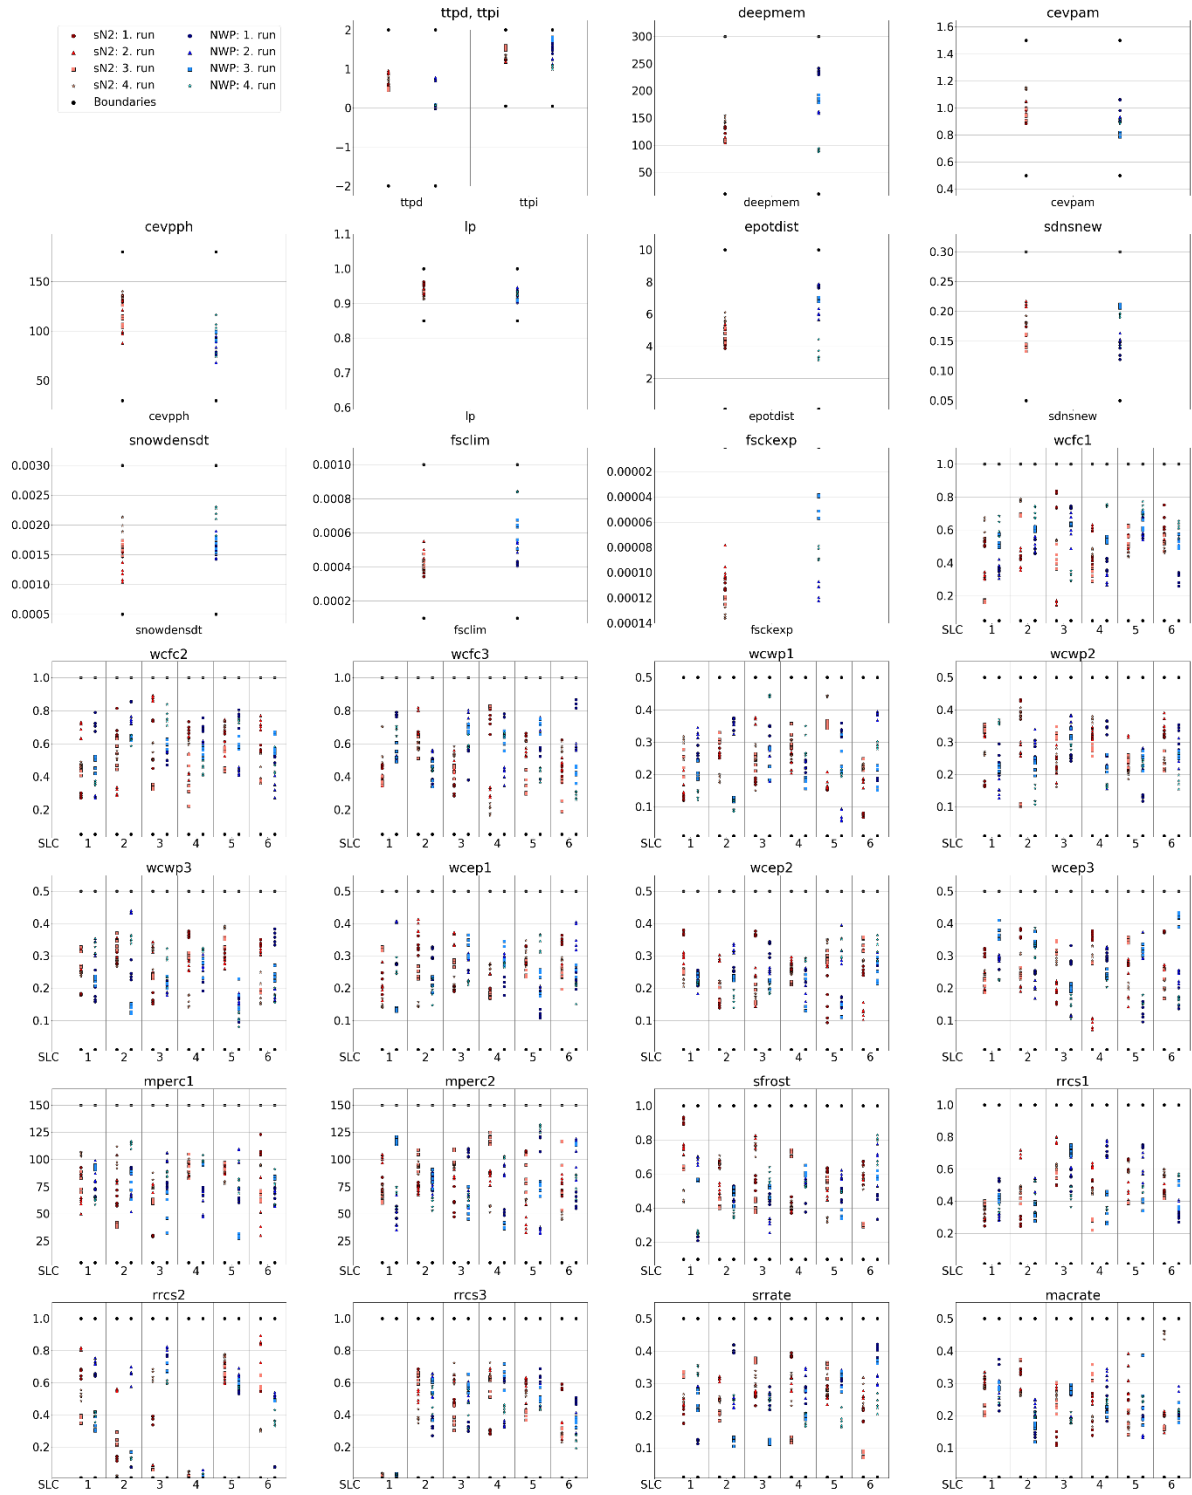 sN2: 1. run NWP: 1. run
sN2: 2. run NWP: 2. run
sN2: 3. run NWP: 3. run
sN2: 4. run NWP: 4. run
Boundaries
ttpd, ttpi
2
1
0
−1
−2
ttpd ttpi
deepmem
300
250
200
150
100
50
deepmem
cevpam
1.6
1.4
1.2
1.0
0.8
0.6
0.4
cevpam
cevpph
150
100
50
cevpph
lp
1.1
1.0
0.9
0.8
0.7
0.6
lp
epotdist
10
8
6
4
2
epotdist
sdnsnew
0.30
0.25
0.20
0.15
0.10
0.05
sdnsnew
snowdensdt
0.0030
0.0025
0.0020
0.0015
0.0010
0.0005
snowdensdt
fsclim
0.0010
0.0008
0.0006
0.0004
0.0002
fsclim
fsckexp
0.00002
0.00004
0.00006
0.00008
0.00010
0.00012
0.00014
fsckexp
wcfc1
1.0
0.8
0.6
0.4
0.2
SLC 1 2 3 4 5 6
wcfc2
1.0
0.8
0.6
0.4
0.2
SLC 1 2 3 4 5 6
wcfc3
1.0
0.8
0.6
0.4
0.2
SLC 1 2 3 4 5 6
wcwp1
0.5
0.4
0.3
0.2
0.1
SLC 1 2 3 4 5 6
wcwp2
0.5
0.4
0.3
0.2
0.1
SLC 1 2 3 4 5 6
wcwp3
0.5
0.4
0.3
0.2
0.1
SLC 1 2 3 4 5 6
wcep1
0.5
0.4
0.3
0.2
0.1
SLC 1 2 3 4 5 6
wcep2
0.5
0.4
0.3
0.2
0.1
SLC 1 2 3 4 5 6
wcep3
0.5
0.4
0.3
0.2
0.1
SLC 1 2 3 4 5 6
mperc1
150
125
100
75
50
25
SLC 1 2 3 4 5 6
mperc2
150
125
100
75
50
25
SLC 1 2 3 4 5 6
sfrost
1.0
0.8
0.6
0.4
0.2
SLC 1 2 3 4 5 6
rrcs1
1.0
0.8
0.6
0.4
0.2
SLC 1 2 3 4 5 6
rrcs2
1.0
0.8
0.6
0.4
0.2
SLC 1 2 3 4 5 6
rrcs3
1.0
0.8
0.6
0.4
0.2
SLC 1 2 3 4 5 6
srrate
0.5
0.4
0.3
0.2
0.1
SLC 1 2 3 4 5 6
macrate
0.5
0.4
0.3
0.2
0.1
SLC 1 2 3 4 5 6